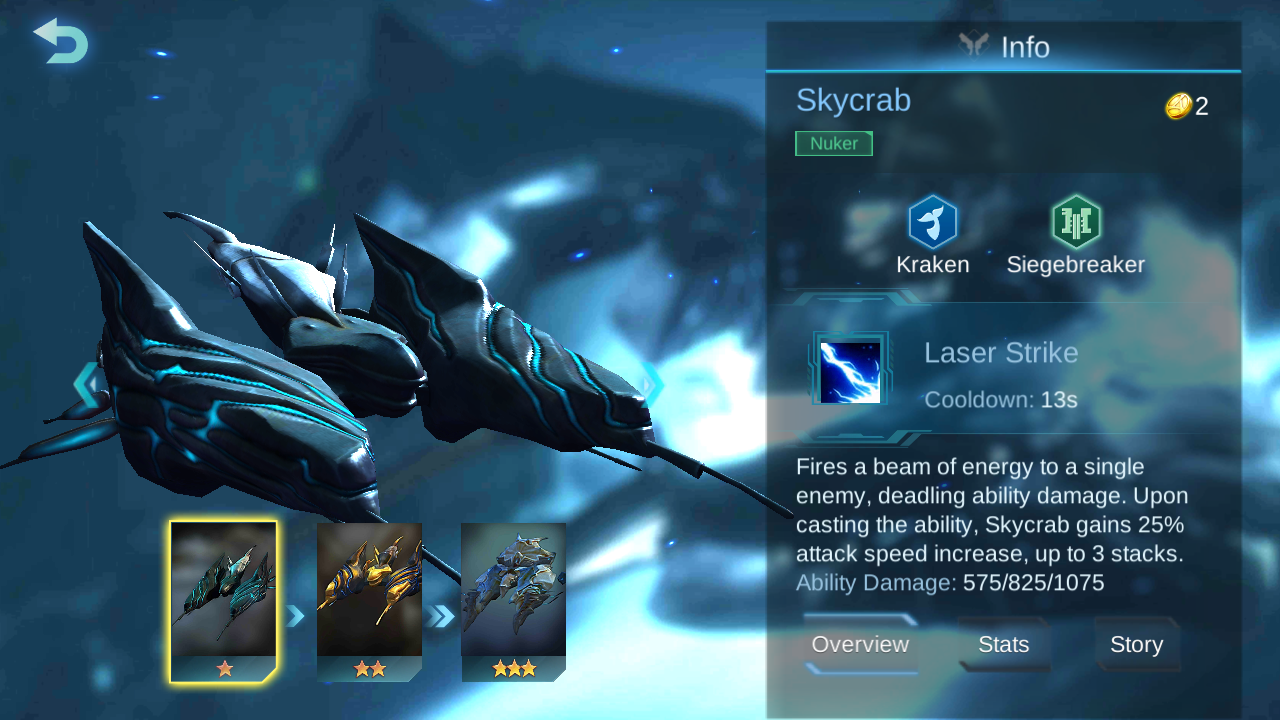 Info
Skycrab
2
Nuker
Kraken
Siegebreaker
Laser Strike
Cooldown: 13s
Fires a beam of energy to a single
enemy, deadling ability damage. Upon
casting the ability, Skycrab gains 25%
attack speed increase, up to 3 stacks.
Ability Damage: 575/825/1075
Overview
Stats
Story